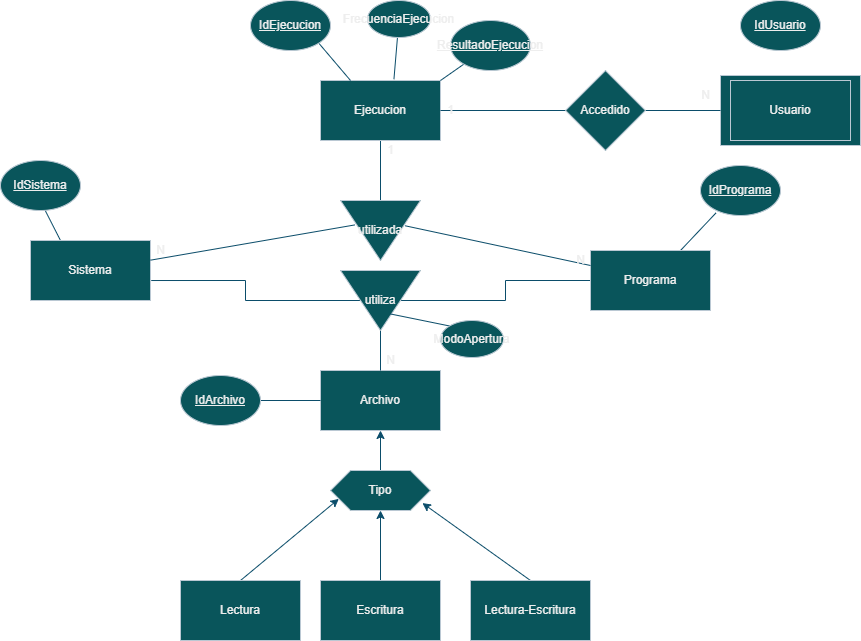 IdEjecucion
FrecuenciaEjecucion
ResultadoEjecucion
IdUsuario
Ejecucion
1
Accedido
N
Usuario
1
IdSistema
IdPrograma
utilizada
N
N
Sistema
Programa
utiliza
ModoApertura
N
IdArchivo
Archivo
Tipo
Lectura
Escritura
Lectura-Escritura